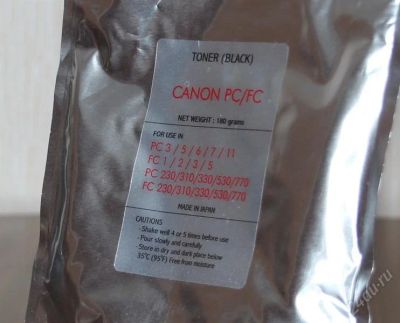 TONER (BLACK)
CANON PC/FC
NET WEIGHT : 180 grams
FOR USE IN
PC 3 / 5 / 6 / 7 / 11
FC 1 / 2 / 3 / 5
PC 230/310/330/530/770
FC 230/310/330/530/770
MADE IN JAPAN
CAUTIONS
- Shake well 4 or 5 times before use
- Pour slowly and carefully
- Store in dry and dark place below
35℃ (95℉) Free from moisture